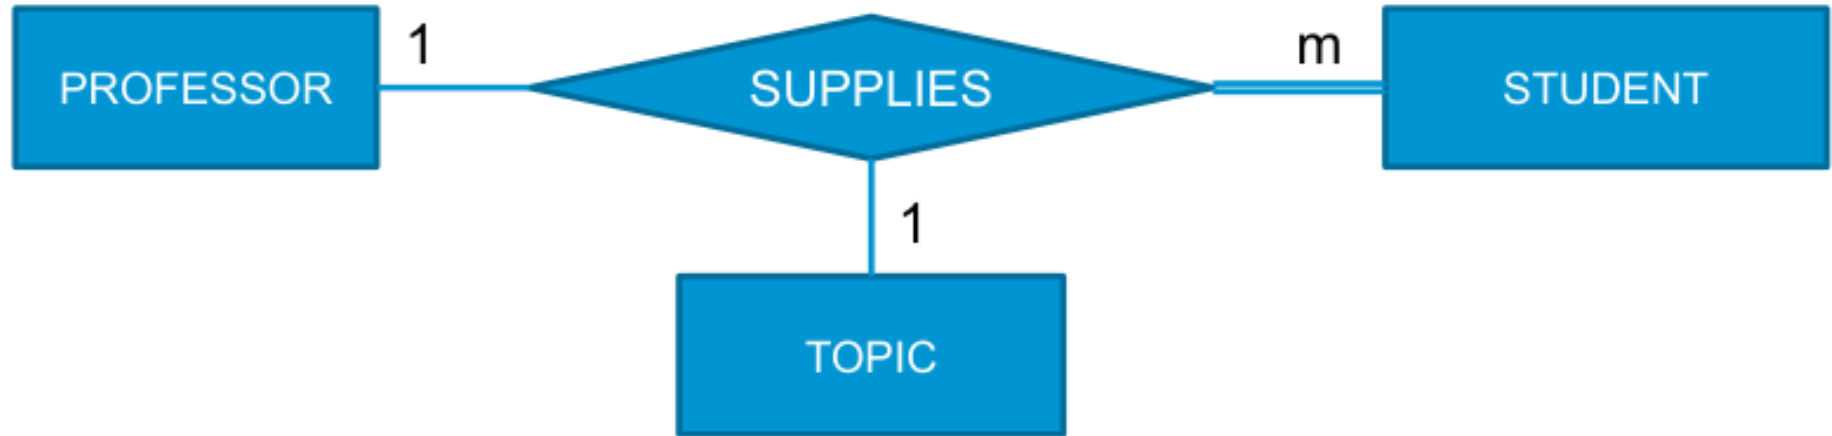 PROFESSOR
1
SUPPLIES
m
STUDENT
1
TOPIC